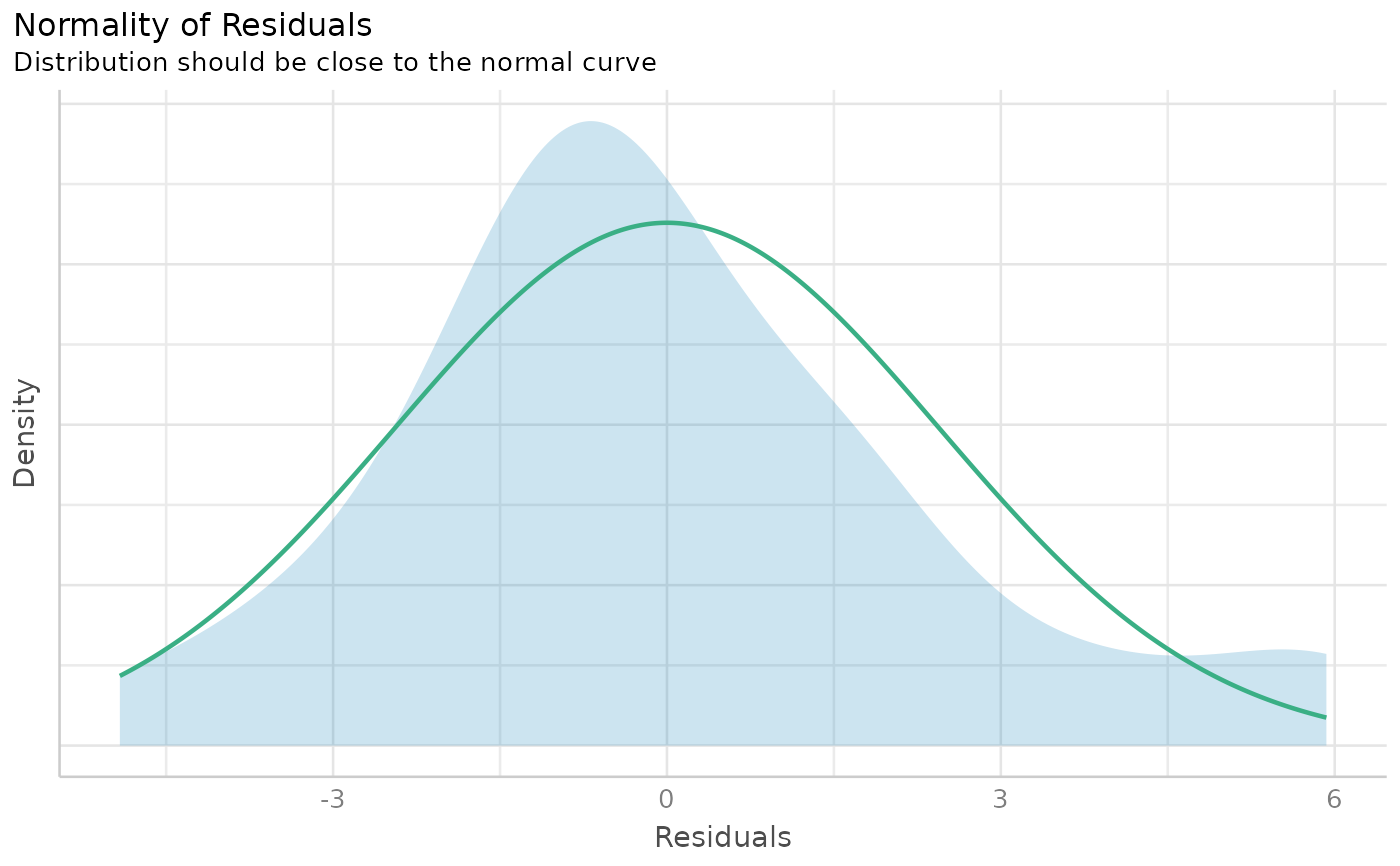 Normality of Residuals
Distribution should be close to the normal curve
Density
-3
0
3
6
Residuals